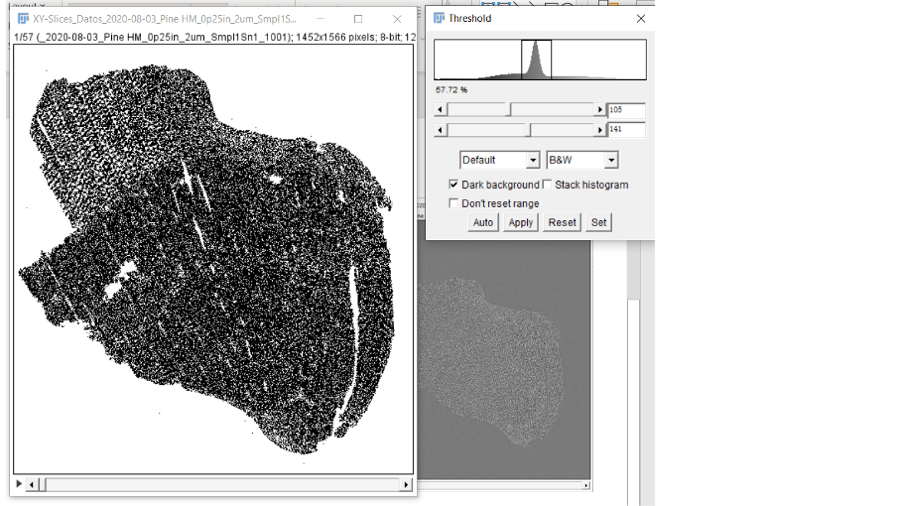 XY-Slices_Datos_2020-08-03_Pine HM_0p25in_2um_Smpl1S...
1/57 (_2020-08-03_Pine HM_0p25in_2um_Smpl1Sn1_1001); 1452x1566 pixels; 8-bit; 12
Threshold
57.72 %
105
141
Default
B&W
Dark background
Stack histogram
Don't reset range
Auto
Apply
Reset
Set